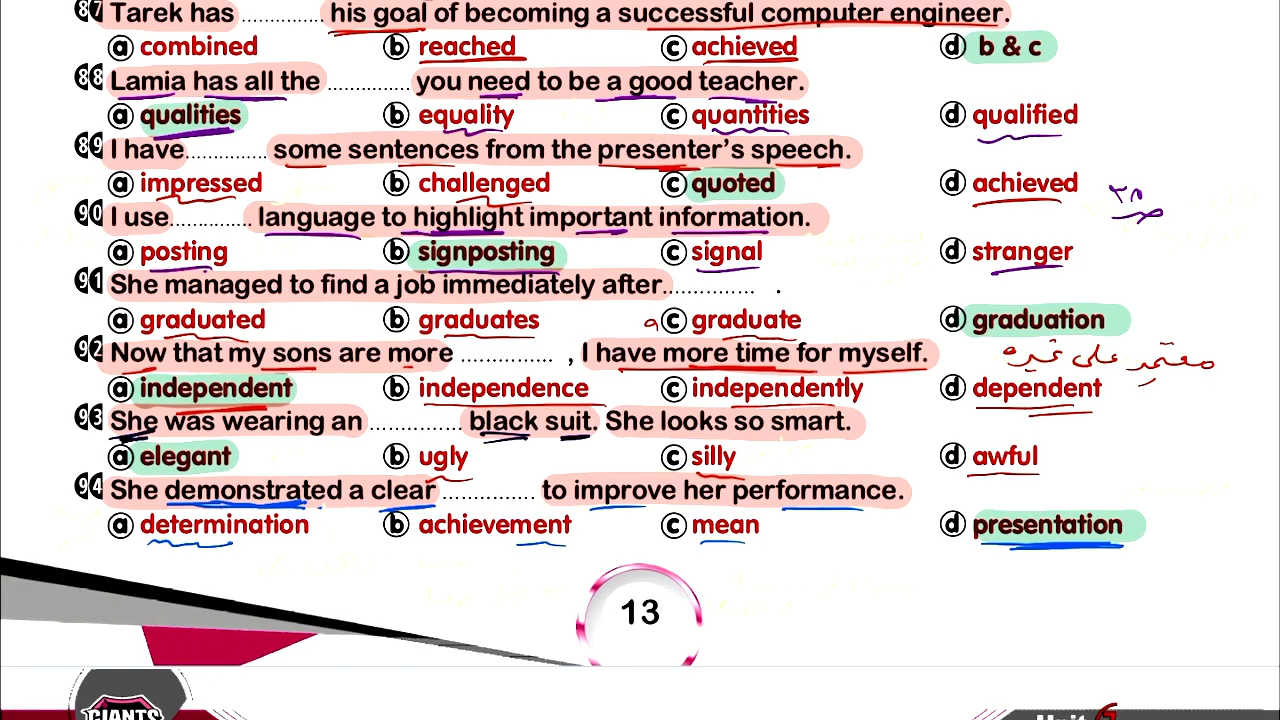 87 Tarek has ............... his goal of becoming a successful computer engineer.
a combined b reached c achieved d b & c
88 Lamia has all the ............... you need to be a good teacher.
a qualities b equality c quantities d qualified
89 I have............... some sentences from the presenter's speech.
a impressed b challenged c quoted d achieved
90 I use............... language to highlight important information.
a posting b signposting c signal d stranger
91 She managed to find a job immediately after............... .
a graduated b graduates c graduate d graduation
92 Now that my sons are more ............... , I have more time for myself.
معتمد على غيره
a independent b independence c independently d dependent
93 She was wearing an ............... black suit. She looks so smart.
a elegant b ugly c silly d awful
94 She demonstrated a clear ............... to improve her performance.
a determination b achievement c mean d presentation
13
GIANTS
Unit